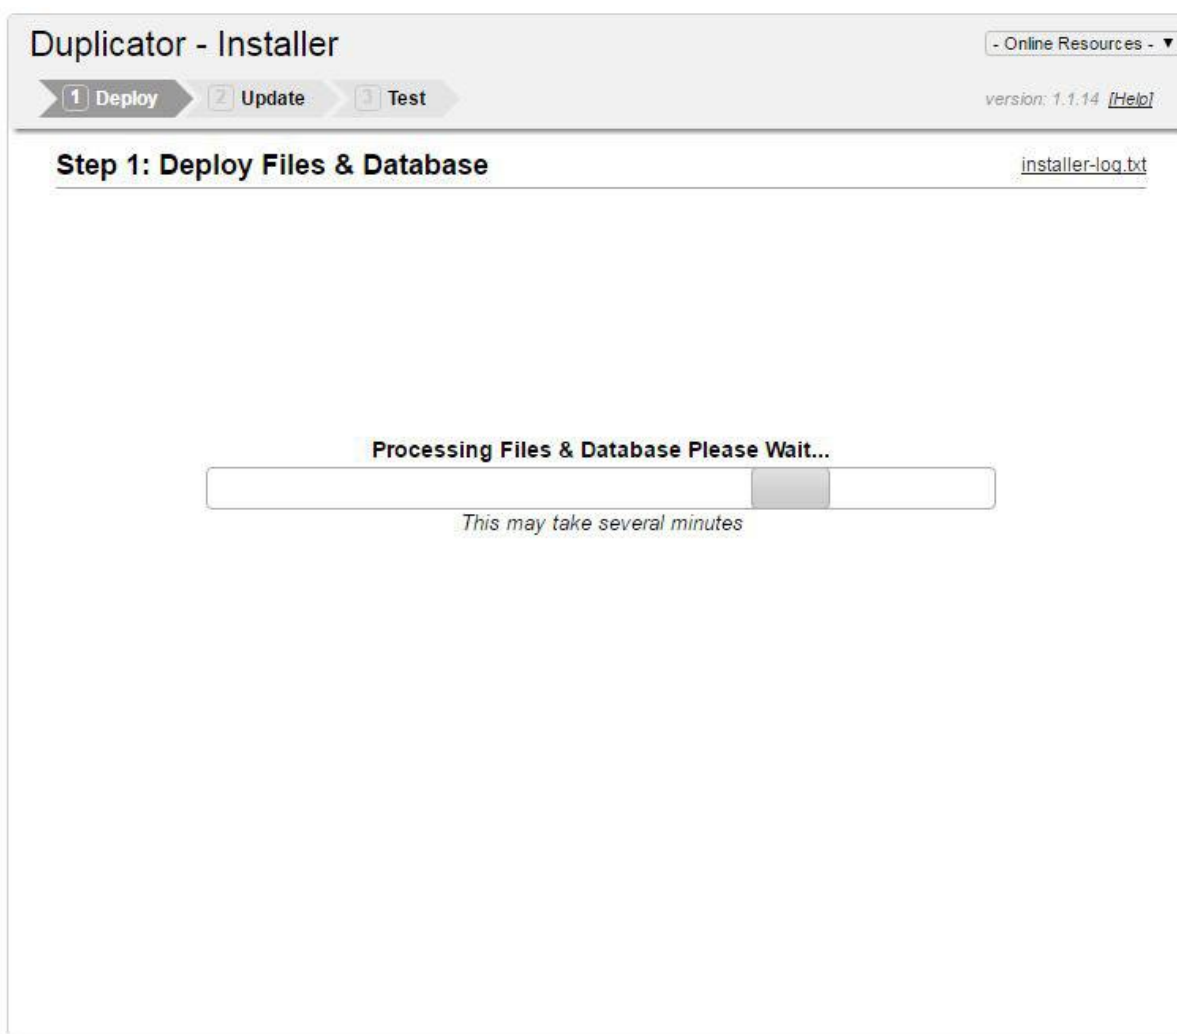 Duplicator - Installer
- Online Resources - ▼
1 Deploy 2 Update 3 Test
version: 1.1.14 [Help]
Step 1: Deploy Files & Database
installer-log.txt
Processing Files & Database Please Wait...
This may take several minutes